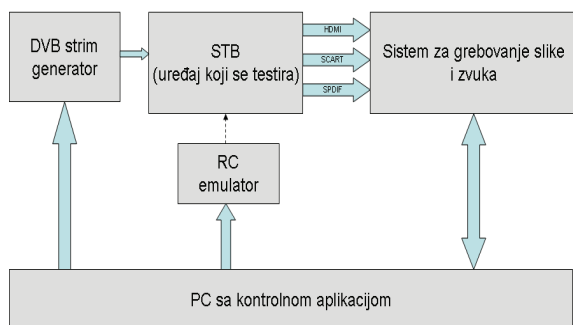 DVB strim
generator
STB
(uređaj koji se testira)
HDMI
SCART
SPDIF
Sistem za grebovanje slike
i zvuka
RC
emulator
PC sa kontrolnom aplikacijom